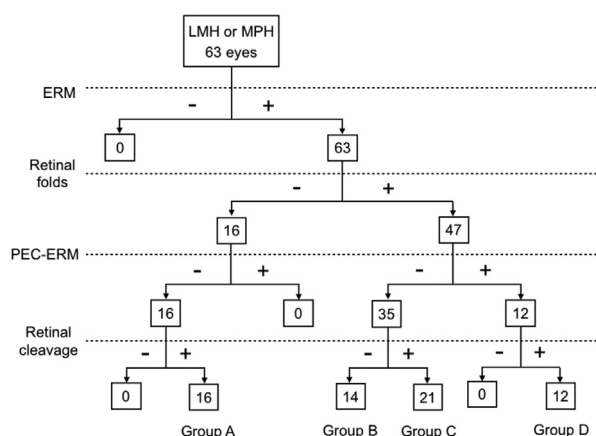 LMH or MPH
63 eyes
ERM
- +
0 63
Retinal
folds
- +
16 47
PEC-ERM
- + - +
16 0 35 12
Retinal
cleavage
- + - + - +
0 16 14 21 0 12
Group A Group B Group C Group D